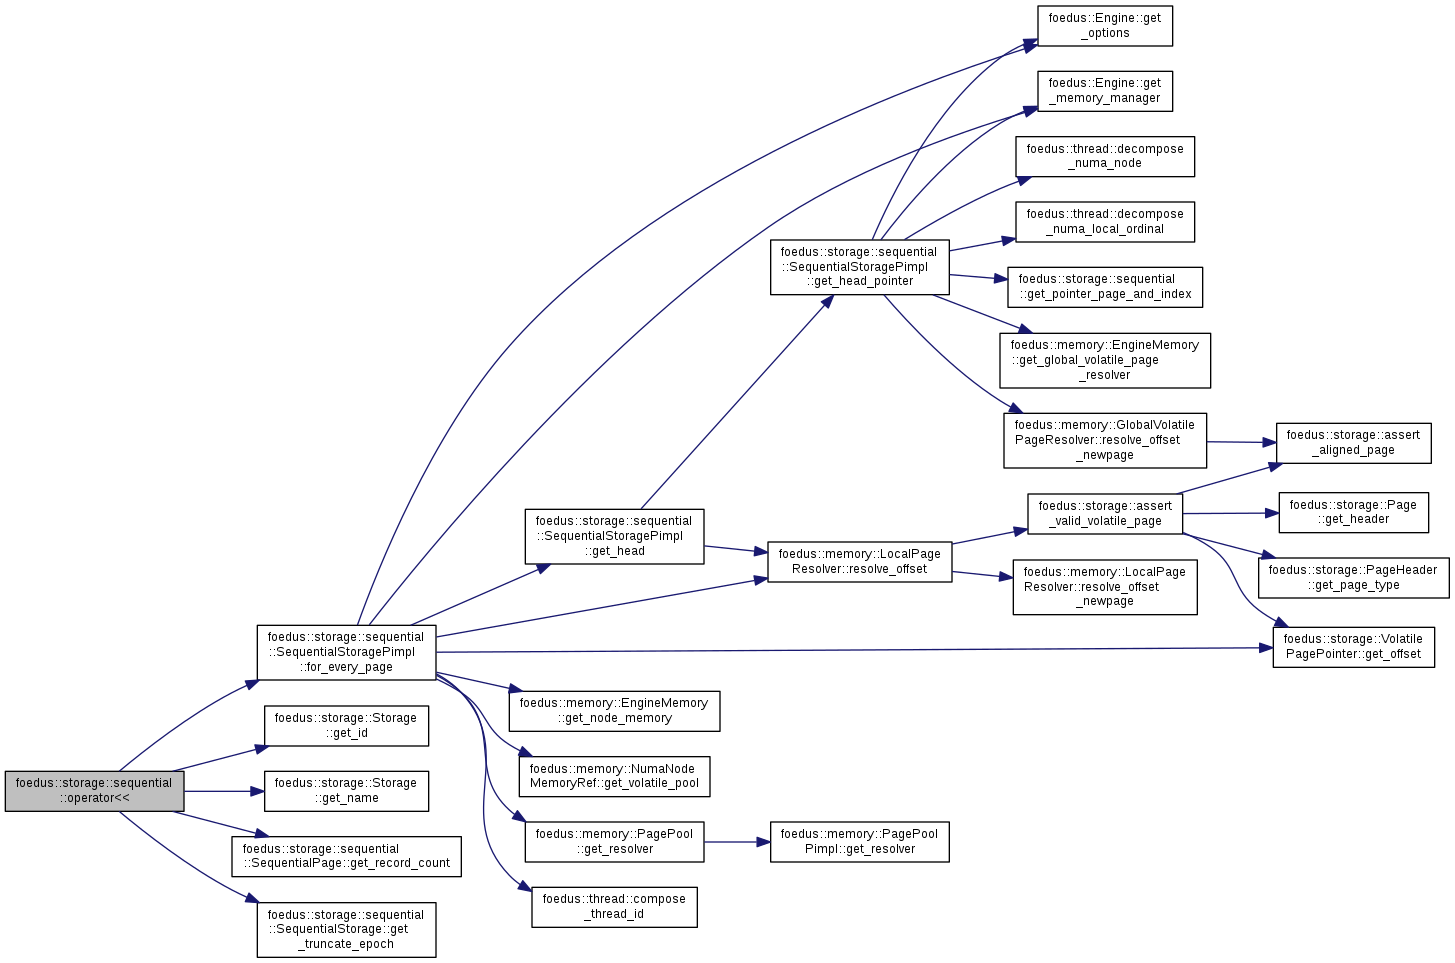 foedus::Engine::get
_options
foedus::Engine::get
_memory_manager
foedus::thread::decompose
_numa_node
foedus::thread::decompose
_numa_local_ordinal
foedus::storage::sequential
::SequentialStoragePimpl
::get_head_pointer
foedus::storage::sequential
::get_pointer_page_and_index
foedus::memory::EngineMemory
::get_global_volatile_page
_resolver
foedus::memory::GlobalVolatile
PageResolver::resolve_offset
_newpage
foedus::storage::assert
_aligned_page
foedus::storage::assert
_valid_volatile_page
foedus::storage::Page
::get_header
foedus::storage::sequential
::SequentialStoragePimpl
::get_head
foedus::memory::LocalPage
Resolver::resolve_offset
foedus::memory::LocalPage
Resolver::resolve_offset
_newpage
foedus::storage::PageHeader
::get_page_type
foedus::storage::sequential
::SequentialStoragePimpl
::for_every_page
foedus::storage::Volatile
PagePointer::get_offset
foedus::memory::EngineMemory
::get_node_memory
foedus::storage::Storage
::get_id
foedus::memory::NumaNode
MemoryRef::get_volatile_pool
foedus::storage::sequential
::operator<<
foedus::storage::Storage
::get_name
foedus::memory::PagePool
::get_resolver
foedus::memory::PagePool
Pimpl::get_resolver
foedus::storage::sequential
::SequentialPage::get_record_count
foedus::thread::compose
_thread_id
foedus::storage::sequential
::SequentialStorage::get
_truncate_epoch